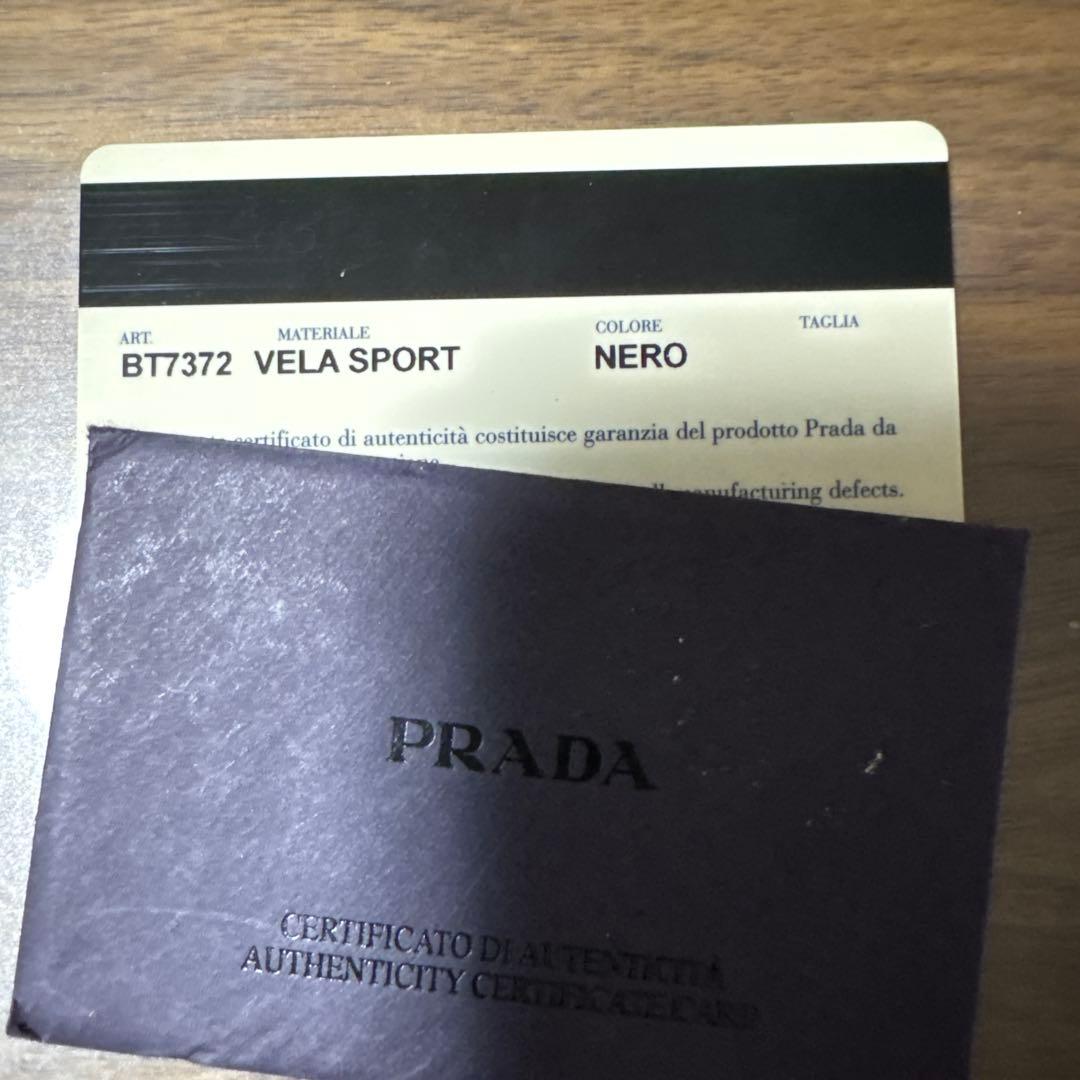 ART. MATERIALE COLORE TAGLIA
BT7372 VELA SPORT NERO
certificato di autenticità costituisce garanzia del prodotto Prada da
manufacturing defects.
PRADA
CERTIFICATO DI AUTENTICITÀ
AUTHENTICITY CERTIFICATE CARD